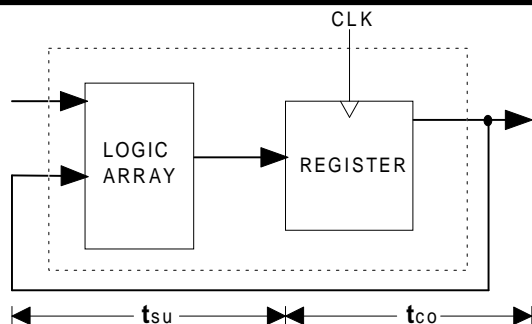 CLK
LOGIC
ARRAY
REGISTER
tsu
tco